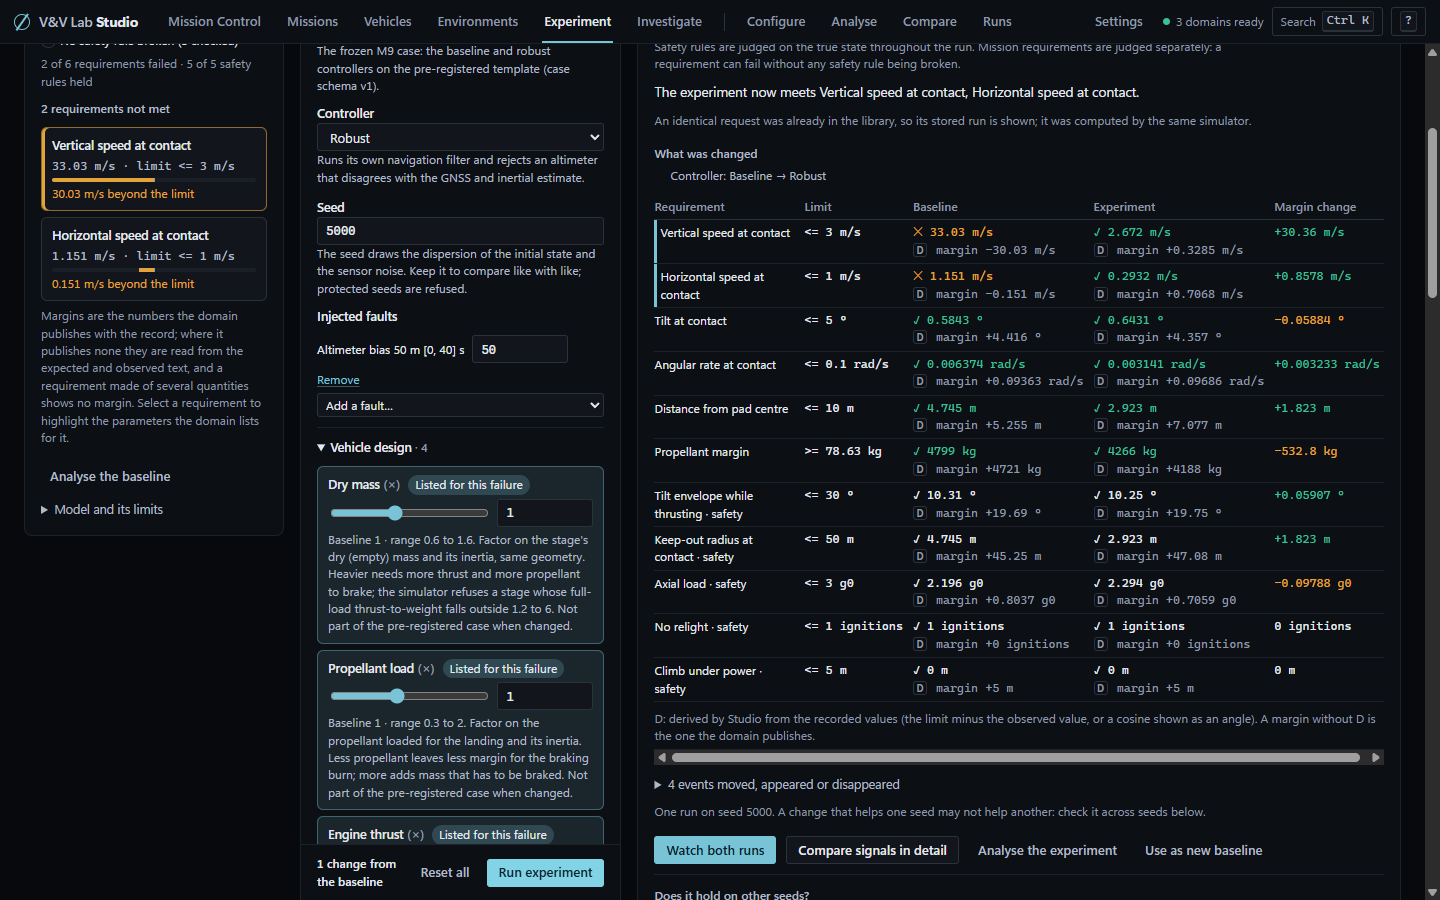 V&V Lab Studio
Mission Control
Missions
Vehicles
Environments
Experiment
Investigate
Configure
Analyse
Compare
Runs
Settings
3 domains ready
Search Ctrl K
?
2 of 6 requirements failed · 5 of 5 safety
rules held
2 requirements not met
Vertical speed at contact
33.03 m/s · limit <= 3 m/s
30.03 m/s beyond the limit
Horizontal speed at contact
1.151 m/s · limit <= 1 m/s
0.151 m/s beyond the limit
Margins are the numbers the domain
publishes with the record; where it
publishes none they are read from the
expected and observed text, and a
requirement made of several quantities
shows no margin. Select a requirement to
highlight the parameters the domain lists
for it.
Analyse the baseline
▶ Model and its limits
The frozen M9 case: the baseline and robust
controllers on the pre-registered template (case
schema v1).
Controller
Robust
Runs its own navigation filter and rejects an altimeter
that disagrees with the GNSS and inertial estimate.
Seed
5000
The seed draws the dispersion of the initial state and
the sensor noise. Keep it to compare like with like;
protected seeds are refused.
Injected faults
Altimeter bias 50 m [0, 40] s 50
Remove
Add a fault...
▼ Vehicle design · 4
Dry mass (×) Listed for this failure
1
Baseline 1 · range 0.6 to 1.6. Factor on the stage's
dry (empty) mass and its inertia, same geometry.
Heavier needs more thrust and more propellant
to brake; the simulator refuses a stage whose full-
load thrust-to-weight falls outside 1.2 to 6. Not
part of the pre-registered case when changed.
Propellant load (×) Listed for this failure
1
Baseline 1 · range 0.3 to 2. Factor on the
propellant loaded for the landing and its inertia.
Less propellant leaves less margin for the braking
burn; more adds mass that has to be braked. Not
part of the pre-registered case when changed.
Engine thrust (×) Listed for this failure
1 change from
the baseline
Reset all
Run experiment
Safety rules are judged on the true state throughout the run. Mission requirements are judged separately: a
requirement can fail without any safety rule being broken.
The experiment now meets Vertical speed at contact, Horizontal speed at contact.
An identical request was already in the library, so its stored run is shown; it was computed by the same simulator.
What was changed
Controller: Baseline → Robust
Requirement Limit Baseline Experiment Margin change
Vertical speed at contact <= 3 m/s ✕ 33.03 m/s ✓ 2.672 m/s +30.36 m/s
D margin −30.03 m/s D margin +0.3285 m/s
Horizontal speed at <= 1 m/s ✕ 1.151 m/s ✓ 0.2932 m/s +0.8578 m/s
contact D margin −0.151 m/s D margin +0.7068 m/s
Tilt at contact <= 5 º ✓ 0.5843 º ✓ 0.6431 º −0.05884 º
D margin +4.416 º D margin +4.357 º
Angular rate at contact <= 0.1 rad/s ✓ 0.006374 rad/s ✓ 0.003141 rad/s +0.003233 rad/s
D margin +0.09363 rad/s D margin +0.09686 rad/s
Distance from pad centre <= 10 m ✓ 4.745 m ✓ 2.923 m +1.823 m
D margin +5.255 m D margin +7.077 m
Propellant margin >= 78.63 kg ✓ 4799 kg ✓ 4266 kg −532.8 kg
D margin +4721 kg D margin +4188 kg
Tilt envelope while <= 30 º ✓ 10.31 º ✓ 10.25 º +0.05907 º
thrusting · safety D margin +19.69 º D margin +19.75 º
Keep-out radius at <= 50 m ✓ 4.745 m ✓ 2.923 m +1.823 m
contact · safety D margin +45.25 m D margin +47.08 m
Axial load · safety <= 3 g0 ✓ 2.196 g0 ✓ 2.294 g0 −0.09788 g0
D margin +0.8037 g0 D margin +0.7059 g0
No relight · safety <= 1 ignitions ✓ 1 ignitions ✓ 1 ignitions 0 ignitions
D margin +0 ignitions D margin +0 ignitions
Climb under power · <= 5 m ✓ 0 m ✓ 0 m 0 m
safety D margin +5 m D margin +5 m
D: derived by Studio from the recorded values (the limit minus the observed value, or a cosine shown as an angle). A margin without D is
the one the domain publishes.
▶ 4 events moved, appeared or disappeared
One run on seed 5000. A change that helps one seed may not help another: check it across seeds below.
Watch both runs
Compare signals in detail
Analyse the experiment
Use as new baseline
Does it hold on other seeds?